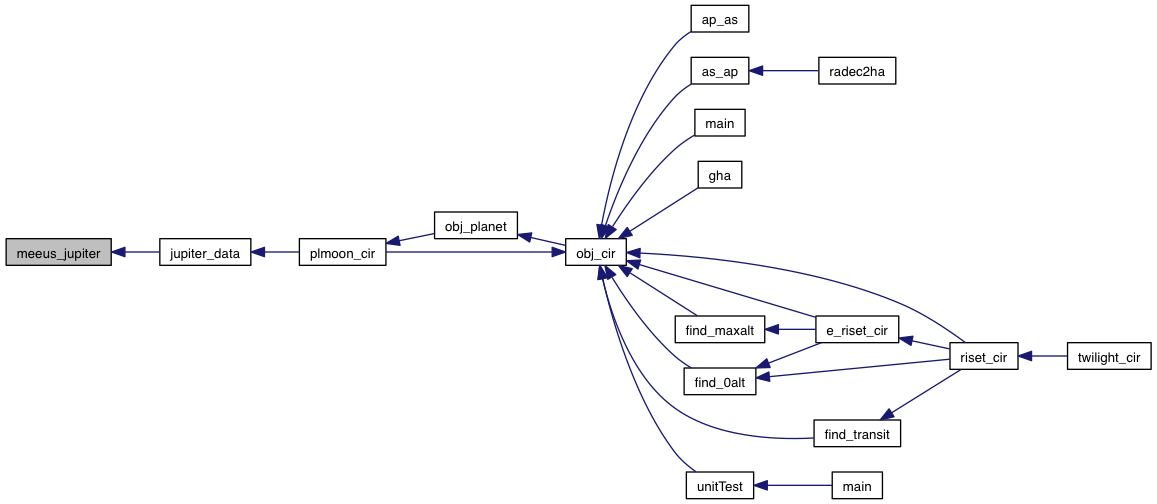 ap_as
as_ap
radec2ha
main
gha
obj_planet
meeus_jupiter
jupiter_data
plmoon_cir
obj_cir
find_maxalt
e_riset_cir
riset_cir
twilight_cir
find_0alt
find_transit
unitTest
main